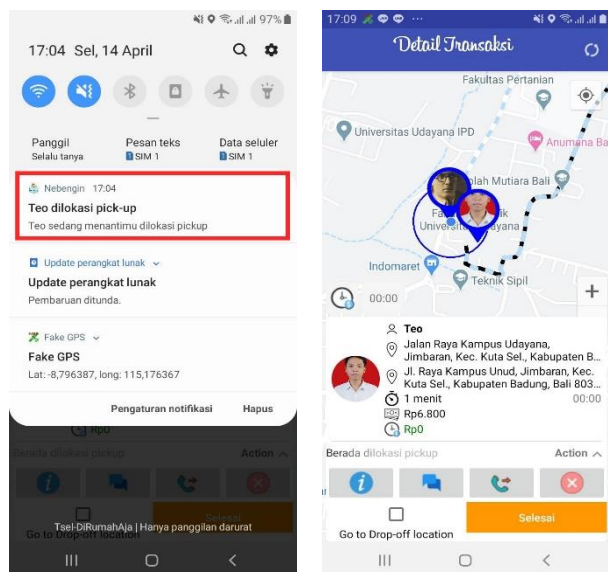 97%
17:04 Sel, 14 April
Panggil
Selalu tanya
Pesan teks
SIM 1
Data seluler
SIM 1
Nebengin 17:04
Teo dilokasi pick-up
Teo sedang menantimu dilokasi pickup
Update perangkat lunak
Update perangkat lunak
Pembaruan ditunda.
Fake GPS
Fake GPS
Lat: -8,796387, long: 115,176367
Pengaturan notifikasi Hapus
Rp0
Berada dilokasi pickup Action
Selesai
Tsel-DiRumahAja | Hanya panggilan darurat
Go to Drop-off location
17:09 97%
Detail Transaksi
Fakultas Pertanian
Universitas Udayana IPD
Anumana Ba
olah Mutiara Bali
Indomaret
Teknik Sipil
00:00
+
Teo
Jalan Raya Kampus Udayana,
Jimbaran, Kec. Kuta Sel., Kabupaten B...
Jl. Raya Kampus Unud, Jimbaran, Kec.
Kuta Sel., Kabupaten Badung, Bali 803...
1 menit 00:00
Rp6.800
Rp0
Berada dilokasi pickup Action
Go to Drop-off location
Selesai